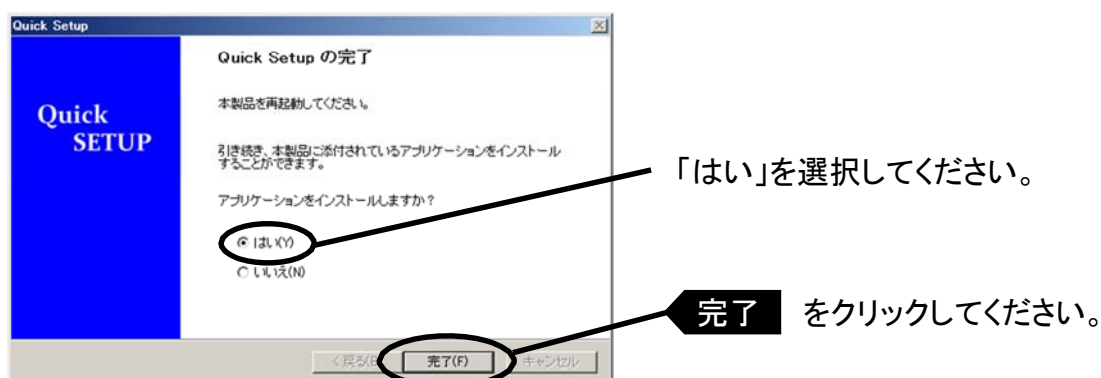 Quick Setup
Quick Setup の完了
Quick
SETUP
本製品を再起動してください。
引き続き、本製品に添付されているアプリケーションをインストール
することができます。
アプリケーションをインストールしますか?
はい(Y)
いいえ(N)
「はい」を選択してください。
完了 をクリックしてください。
<戻る(B
完了(F)
キャンセル